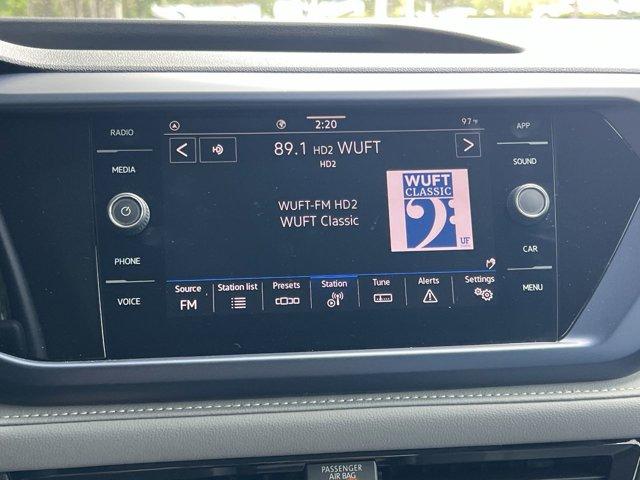 RADIO
MEDIA
PHONE
VOICE
2:20
97°F
89.1 HD2 WUFT
HD2
WUFT-FM HD2
WUFT Classic
WUFT
CLASSIC
UF
Source
FM
Station list
Presets
Station
Tune
Alerts
Settings
APP
SOUND
CAR
MENU
PASSENGER
AIR BAG